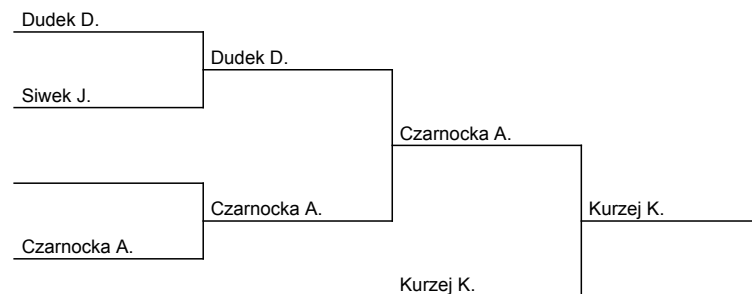 Dudek D.
Dudek D.
Siwek J.
Czarnocka A.
Czarnocka A.
Kurzej K.
Czarnocka A.
Kurzej K.